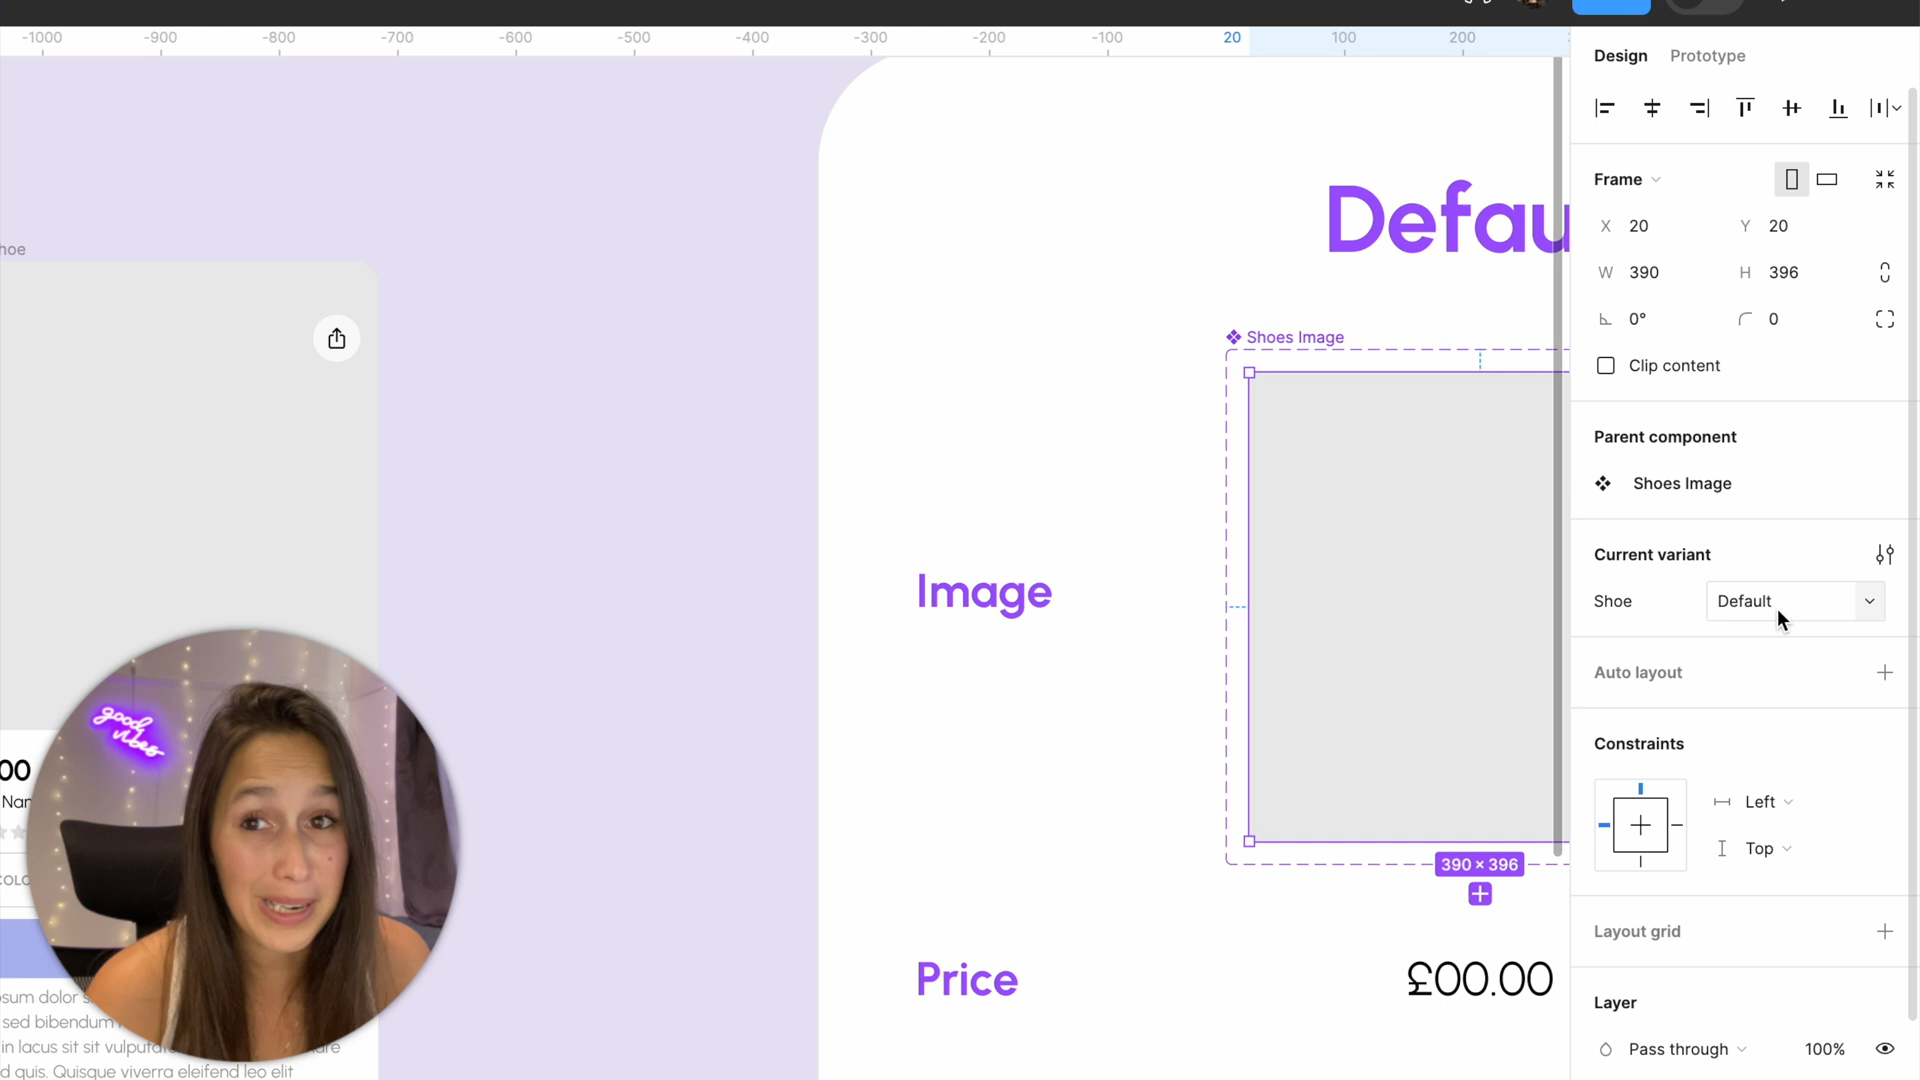 -1000 -900 -800 -700 -600 -500 -400 -300 -200 -100 20 100 200
Design Prototype
Frame
X 20 Y 20
W 390 H 396
0° 0
Clip content
Parent component
Shoes Image
Current variant
Shoe Default
Auto layout
Constraints
Left
Top
Layout grid
Layer
Pass through 100%
hoe
Defau
Shoes Image
Image
390 × 396
Price £00.00
good
vibes
00
Nar
COLO
osum dolor s
sed bibendum
in lacus sit sit vulputa
d quis. Quisque viverra eleifend leo elit